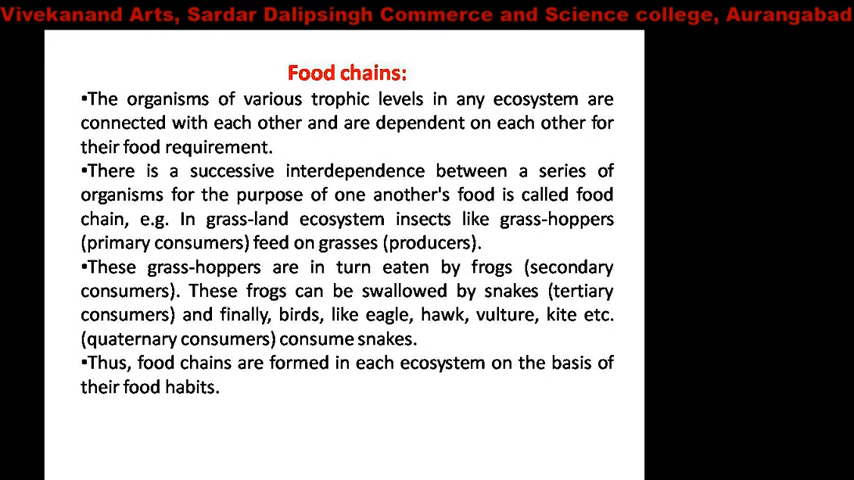 Vivekanand Arts, Sardar Dalipsingh Commerce and Science college, Aurangabad
Food chains:
•The organisms of various trophic levels in any ecosystem are
connected with each other and are dependent on each other for
their food requirement.
•There is a successive interdependence between a series of
organisms for the purpose of one another's food is called food
chain, e.g. In grass-land ecosystem insects like grass-hoppers
(primary consumers) feed on grasses (producers).
•These grass-hoppers are in turn eaten by frogs (secondary
consumers). These frogs can be swallowed by snakes (tertiary
consumers) and finally, birds, like eagle, hawk, vulture, kite etc.
(quaternary consumers) consume snakes.
•Thus, food chains are formed in each ecosystem on the basis of
their food habits.